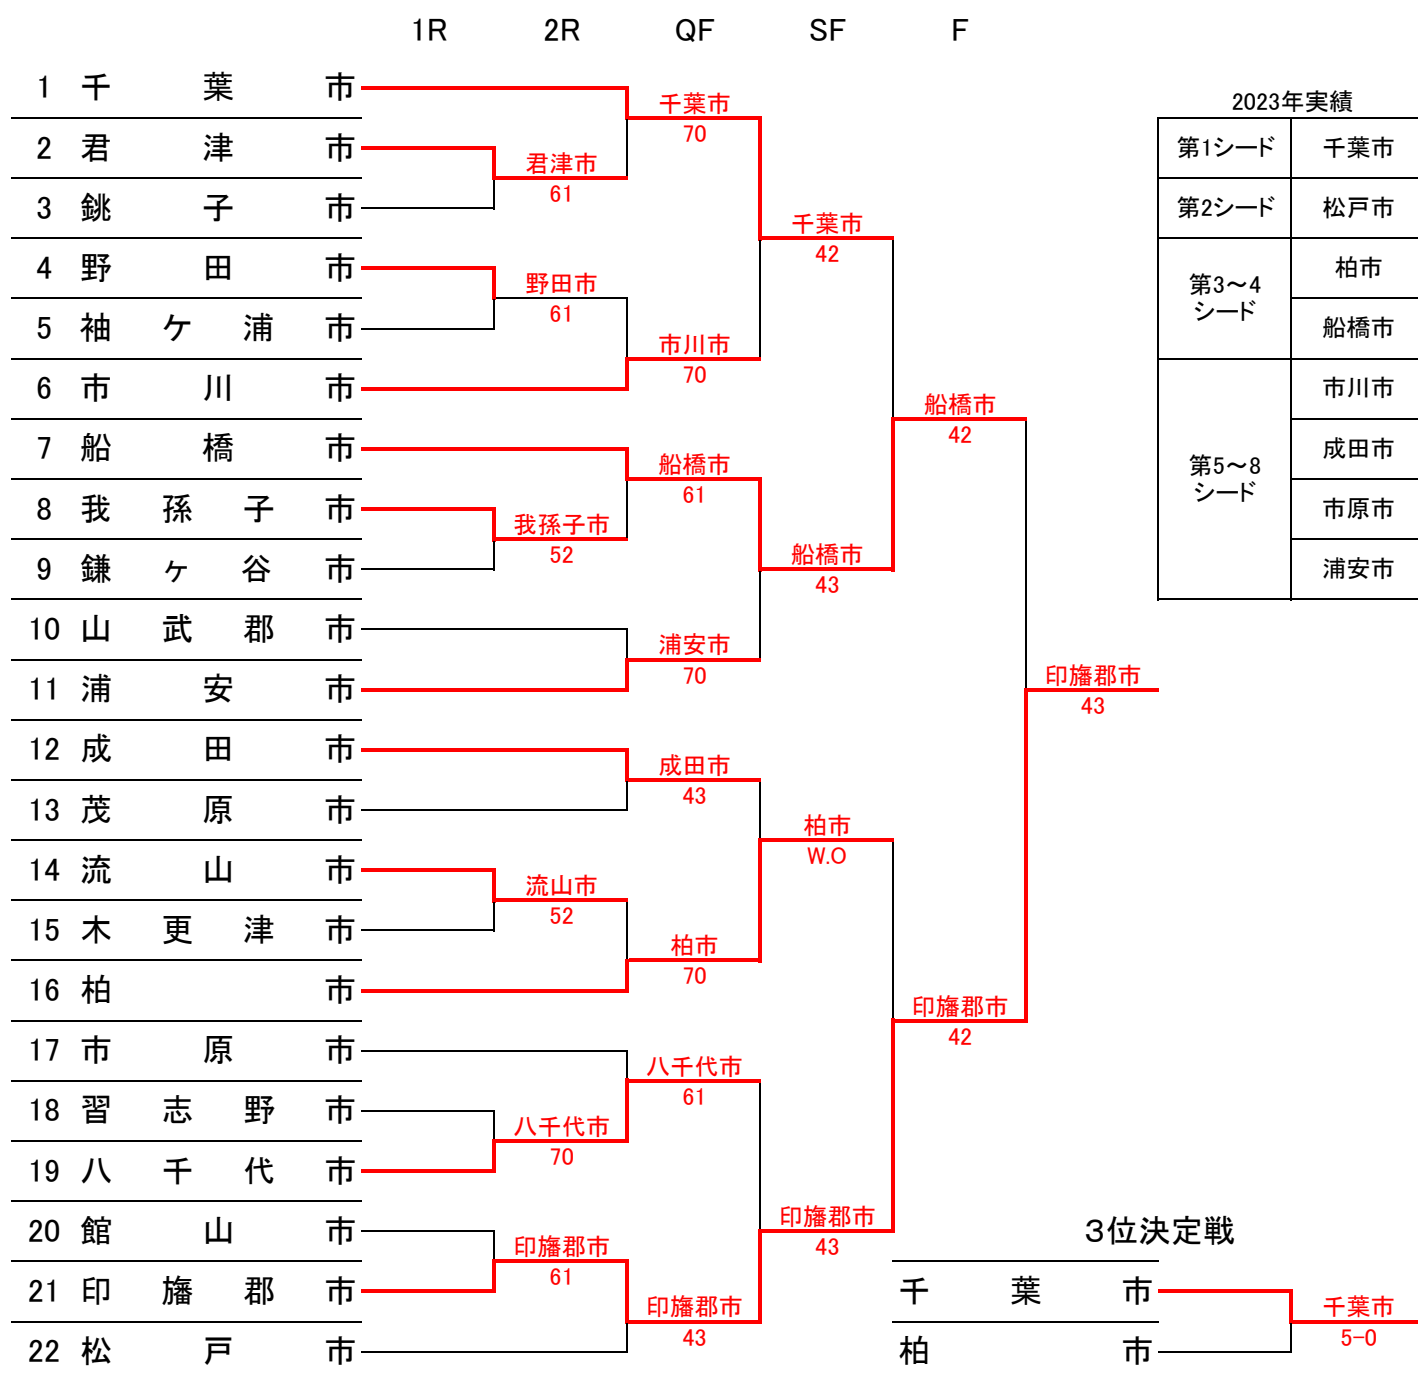 1R 2R QF SF F
2023年実績
1 千葉市
2 君津市
3 銚子市
4 野田市
5 袖ケ浦市
6 市川市
7 船橋市
8 我孫子市
9 鎌ヶ谷市
10 山武郡市
11 浦安市
12 成田市
13 茂原市
14 流山市
15 木更津市
16 柏市
17 市原市
18 習志野市
19 八千代市
20 館山市
21 印旛郡市
22 松戸市
君津市
61
野田市
61
我孫子市
52
流山市
52
八千代市
70
印旛郡市
61
千葉市
70
市川市
70
船橋市
61
浦安市
70
成田市
43
柏市
70
八千代市
61
印旛郡市
43
千葉市
42
船橋市
43
柏市
W.O
印旛郡市
43
船橋市
42
印旛郡市
42
印旛郡市
43
第1シード 千葉市
第2シード 松戸市
第3～4
シード
柏市
船橋市
第5～8
シード
市川市
成田市
市原市
浦安市
３位決定戦
千葉市
柏市
千葉市
5-0